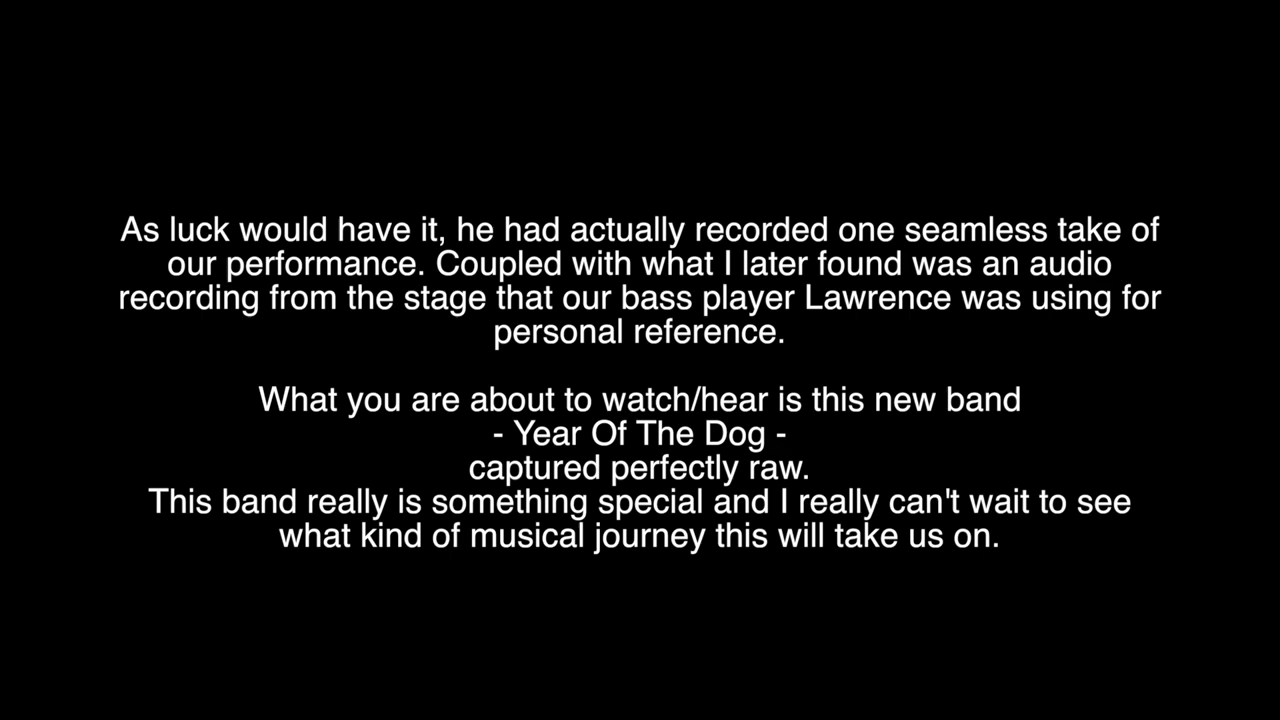 As luck would have it, he had actually recorded one seamless take of
our performance. Coupled with what I later found was an audio
recording from the stage that our bass player Lawrence was using for
personal reference.
What you are about to watch/hear is this new band
- Year Of The Dog -
captured perfectly raw.
This band really is something special and I really can't wait to see
what kind of musical journey this will take us on.